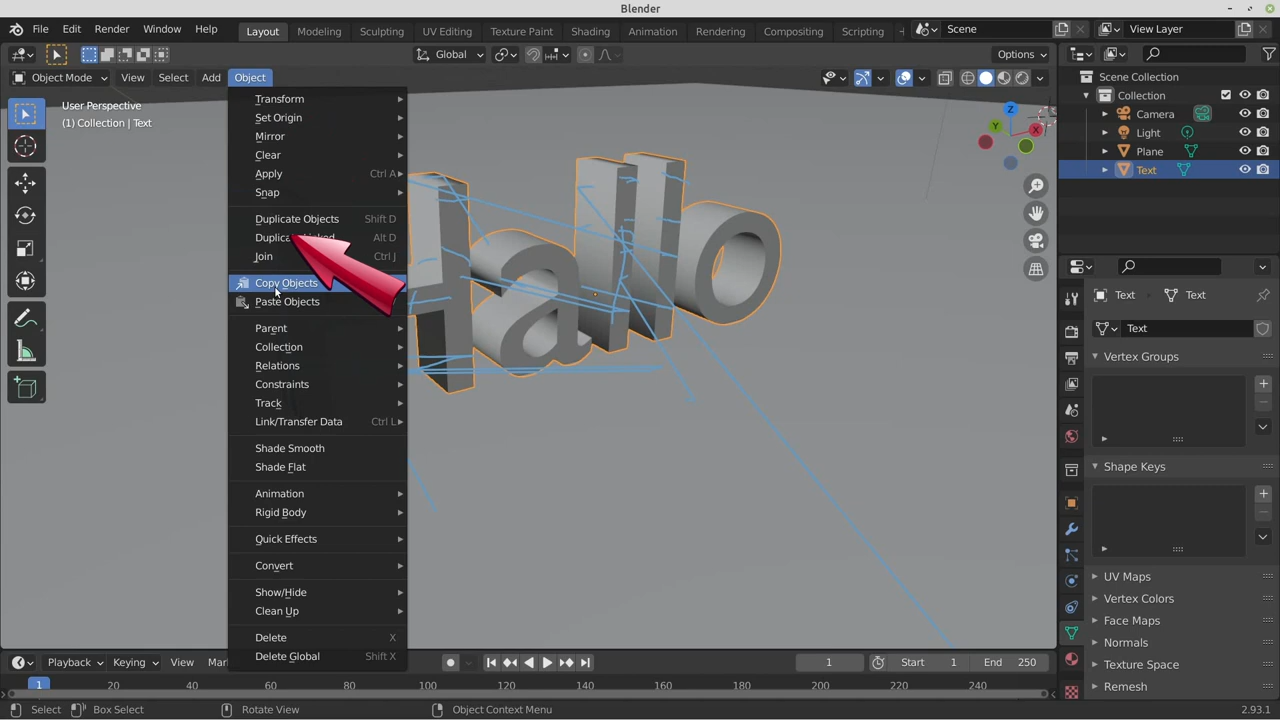 Blender
File Edit Render Window Help Layout Modeling Sculpting UV Editing Texture Paint Shading Animation Rendering Compositing Scripting Scene View Layer
Global Options
Object Mode View Select Add Object
User Perspective
(1) Collection | Text
Transform
Set Origin
Mirror
Clear
Apply Ctrl A
Snap
Duplicate Objects Shift D
Alt D
Join Ctrl J
Copy Objects
Paste Objects
Parent
Collection
Relations
Constraints
Track
Link/Transfer Data Ctrl L
Shade Smooth
Shade Flat
Animation
Rigid Body
Quick Effects
Convert
Show/Hide
Clean Up
Delete X
Delete Global Shift X
allo
Z
Y
X
Scene Collection
Collection
Camera
Light
Plane
Text
Text Text
Text
Vertex Groups
Shape Keys
UV Maps
Vertex Colors
Face Maps
Normals
Texture Space
Remesh
Playback Keying View 1 Start 1 End 250
1 20 40 60 80 100 120 140 160 180 200 220 240
Select Box Select Rotate View Object Context Menu 2.93.1